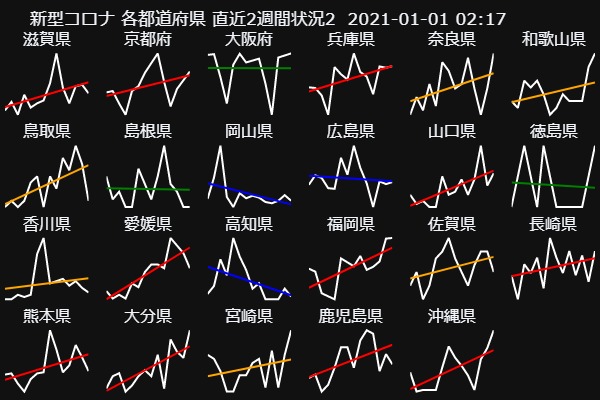 新型コロナ 各都道府県 直近2週間状況2 2021-01-01 02:17
滋賀県 京都府 大阪府 兵庫県 奈良県 和歌山県
鳥取県 島根県 岡山県 広島県 山口県 徳島県
香川県 愛媛県 高知県 福岡県 佐賀県 長崎県
熊本県 大分県 宮崎県 鹿児島県 沖縄県